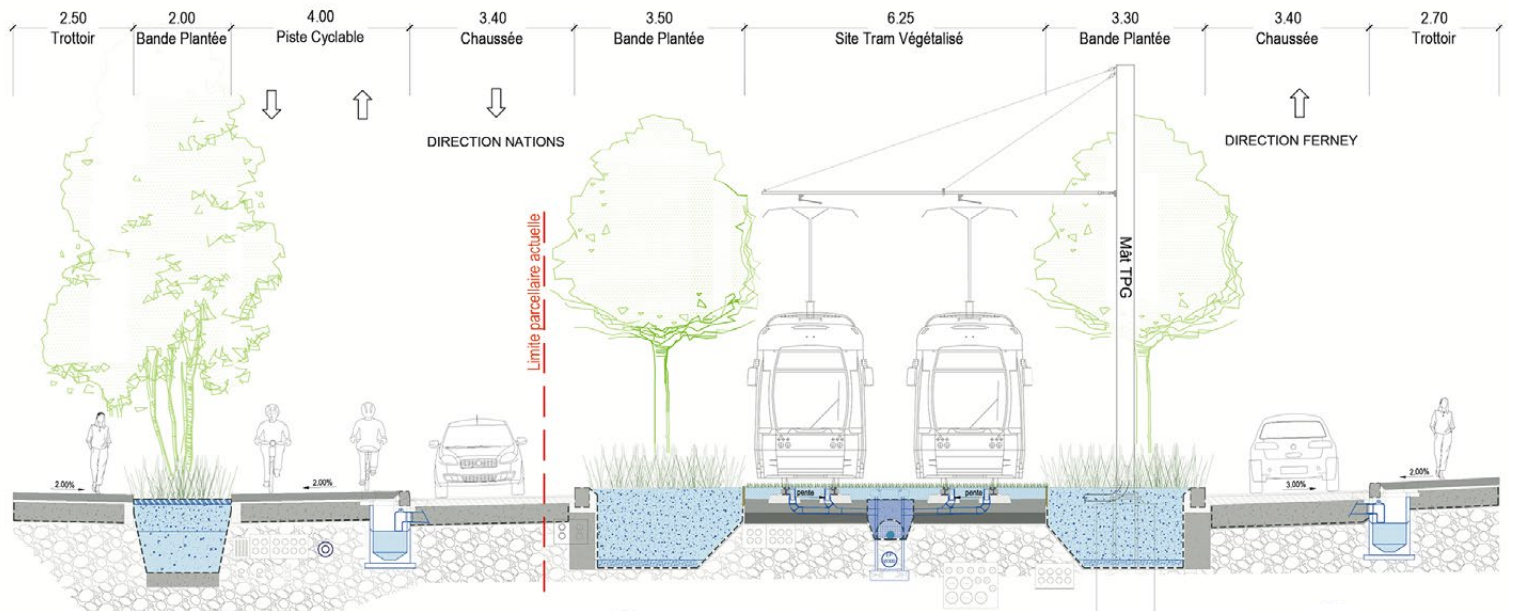 2.50
Trottoir
2.00
Bande Plantée
4.00
Piste Cyclable
3.40
Chaussée
3.50
Bande Plantée
6.25
Site Tram Végétalisé
3.30
Bande Plantée
3.40
Chaussée
2.70
Trottoir
DIRECTION NATIONS
DIRECTION FERNEY
Limite parcellaire actuelle
Mât TPG
2.00%
2.00%
pente
pente
3,00%
2.00%